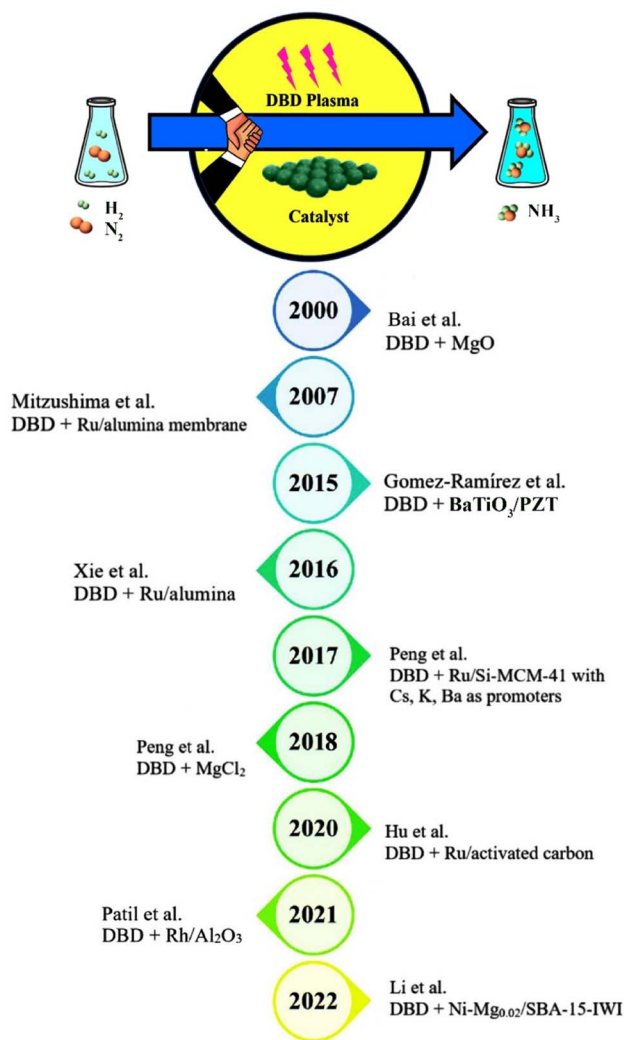 DBD Plasma
Catalyst
H₂
N₂
NH₃
2000
Bai et al.
DBD + MgO
2007
Mitzushima et al.
DBD + Ru/alumina membrane
2015
Gomez-Ramírez et al.
DBD + BaTiO₃/PZT
2016
Xie et al.
DBD + Ru/alumina
2017
Peng et al.
DBD + Ru/Si-MCM-41 with
Cs, K, Ba as promoters
2018
Peng et al.
DBD + MgCl₂
2020
Hu et al.
DBD + Ru/activated carbon
2021
Patil et al.
DBD + Rh/Al₂O₃
2022
Li et al.
DBD + Ni-Mg₀.₀₂/SBA-15-IWI